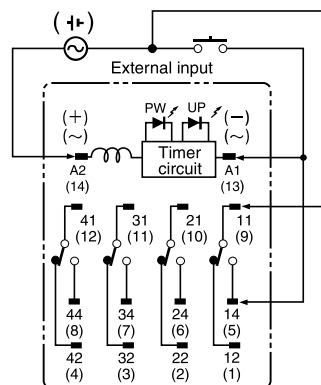 External input
PW UP
(+) (−)
(~) (~)
Timer
circuit
A2 A1
(14) (13)
41 31 21 11
(12) (11) (10) (9)
44 34 24 14
(8) (7) (6) (5)
42 32 22 12
(4) (3) (2) (1)